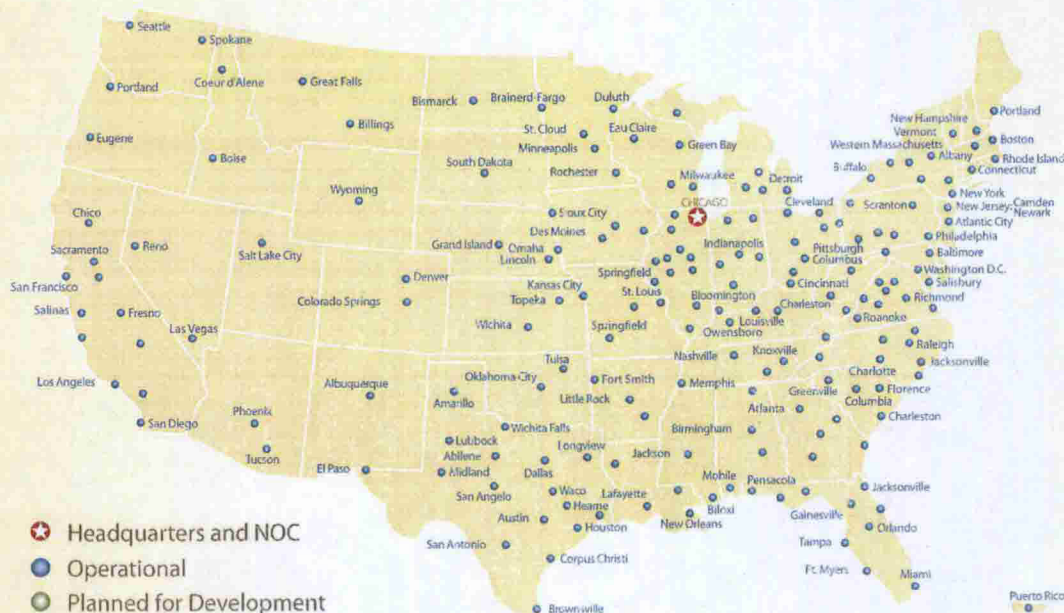 Seattle
Spokane
Portland
Coeur d'Alene
Great Falls
Bismarck
Brainerd-Fargo
Duluth
Eugene
Billings
St. Cloud
Eau Claire
Minneapolis
Green Bay
Boise
South Dakota
Rochester
Milwaukee
Detroit
Wyoming
CHICAGO
Cleveland
Portland
New Hampshire
Vermont
Boston
Western Massachusetts
Albany
Rhode Island
Buffalo
Connecticut
New York
Scranton
New Jersey: Camden
Newark
Atlantic City
Chico
Sioux City
Des Moines
Sacramento
Reno
Salt Lake City
Grand Island
Omaha
Lincoln
Indianapolis
Pittsburgh
Columbus
Philadelphia
Baltimore
San Francisco
Denver
Kansas City
Springfield
Washington D.C.
Salinas
Colorado Springs
Topeka
St. Louis
Bloomington
Cincinnati
Salisbury
Fresno
Charleston
Richmond
Las Vegas
Wichita
Springfield
Owensboro
Louisville
Roanoke
Nashville
Knoxville
Raleigh
Tulsa
Charlotte
Jacksonville
Los Angeles
Albuquerque
Oklahoma City
Fort Smith
Memphis
Greenville
Florence
Amarillo
Little Rock
Columbia
Atlanta
Charleston
San Diego
Phoenix
Wichita Falls
Birmingham
Tucson
Lubbock
Abilene
Longview
Jackson
El Paso
Midland
Dallas
Mobile
Pensacola
San Angelo
Waco
Lafayette
Jacksonville
Hearne
Biloxi
Gainesville
Austin
Houston
New Orleans
Orlando
San Antonio
Tampa
Corpus Christi
Ft. Myers
Miami
Brownsville
Puerto Rico
Headquarters and NOC
Operational
Planned for Development